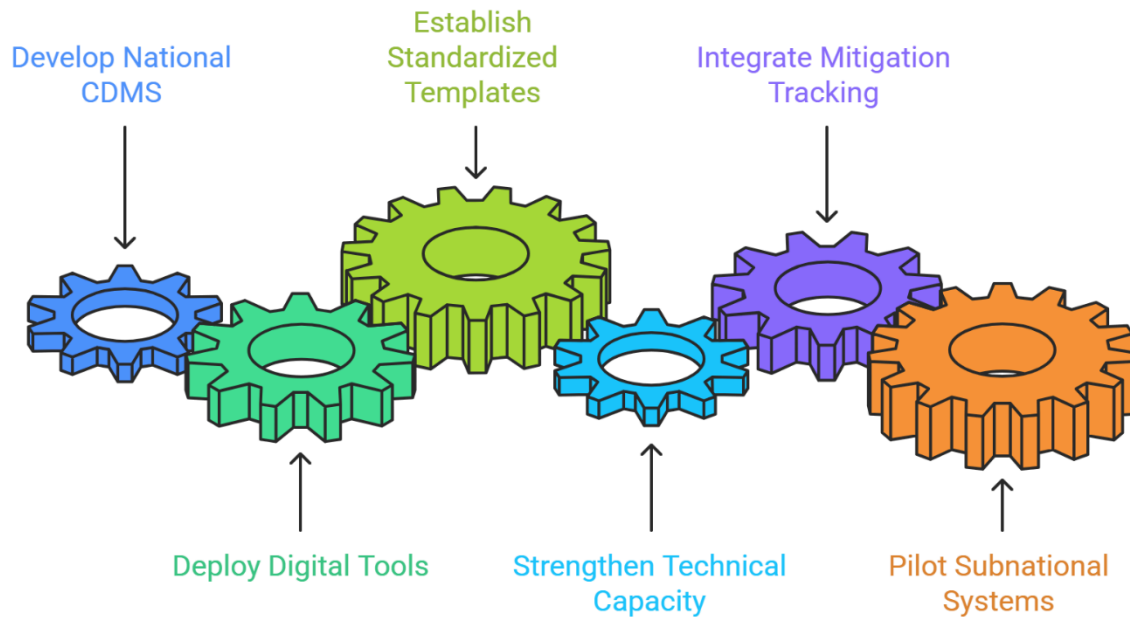 Develop National
CDMS
Establish
Standardized
Templates
Integrate Mitigation
Tracking
Deploy Digital Tools
Strengthen Technical
Capacity
Pilot Subnational
Systems